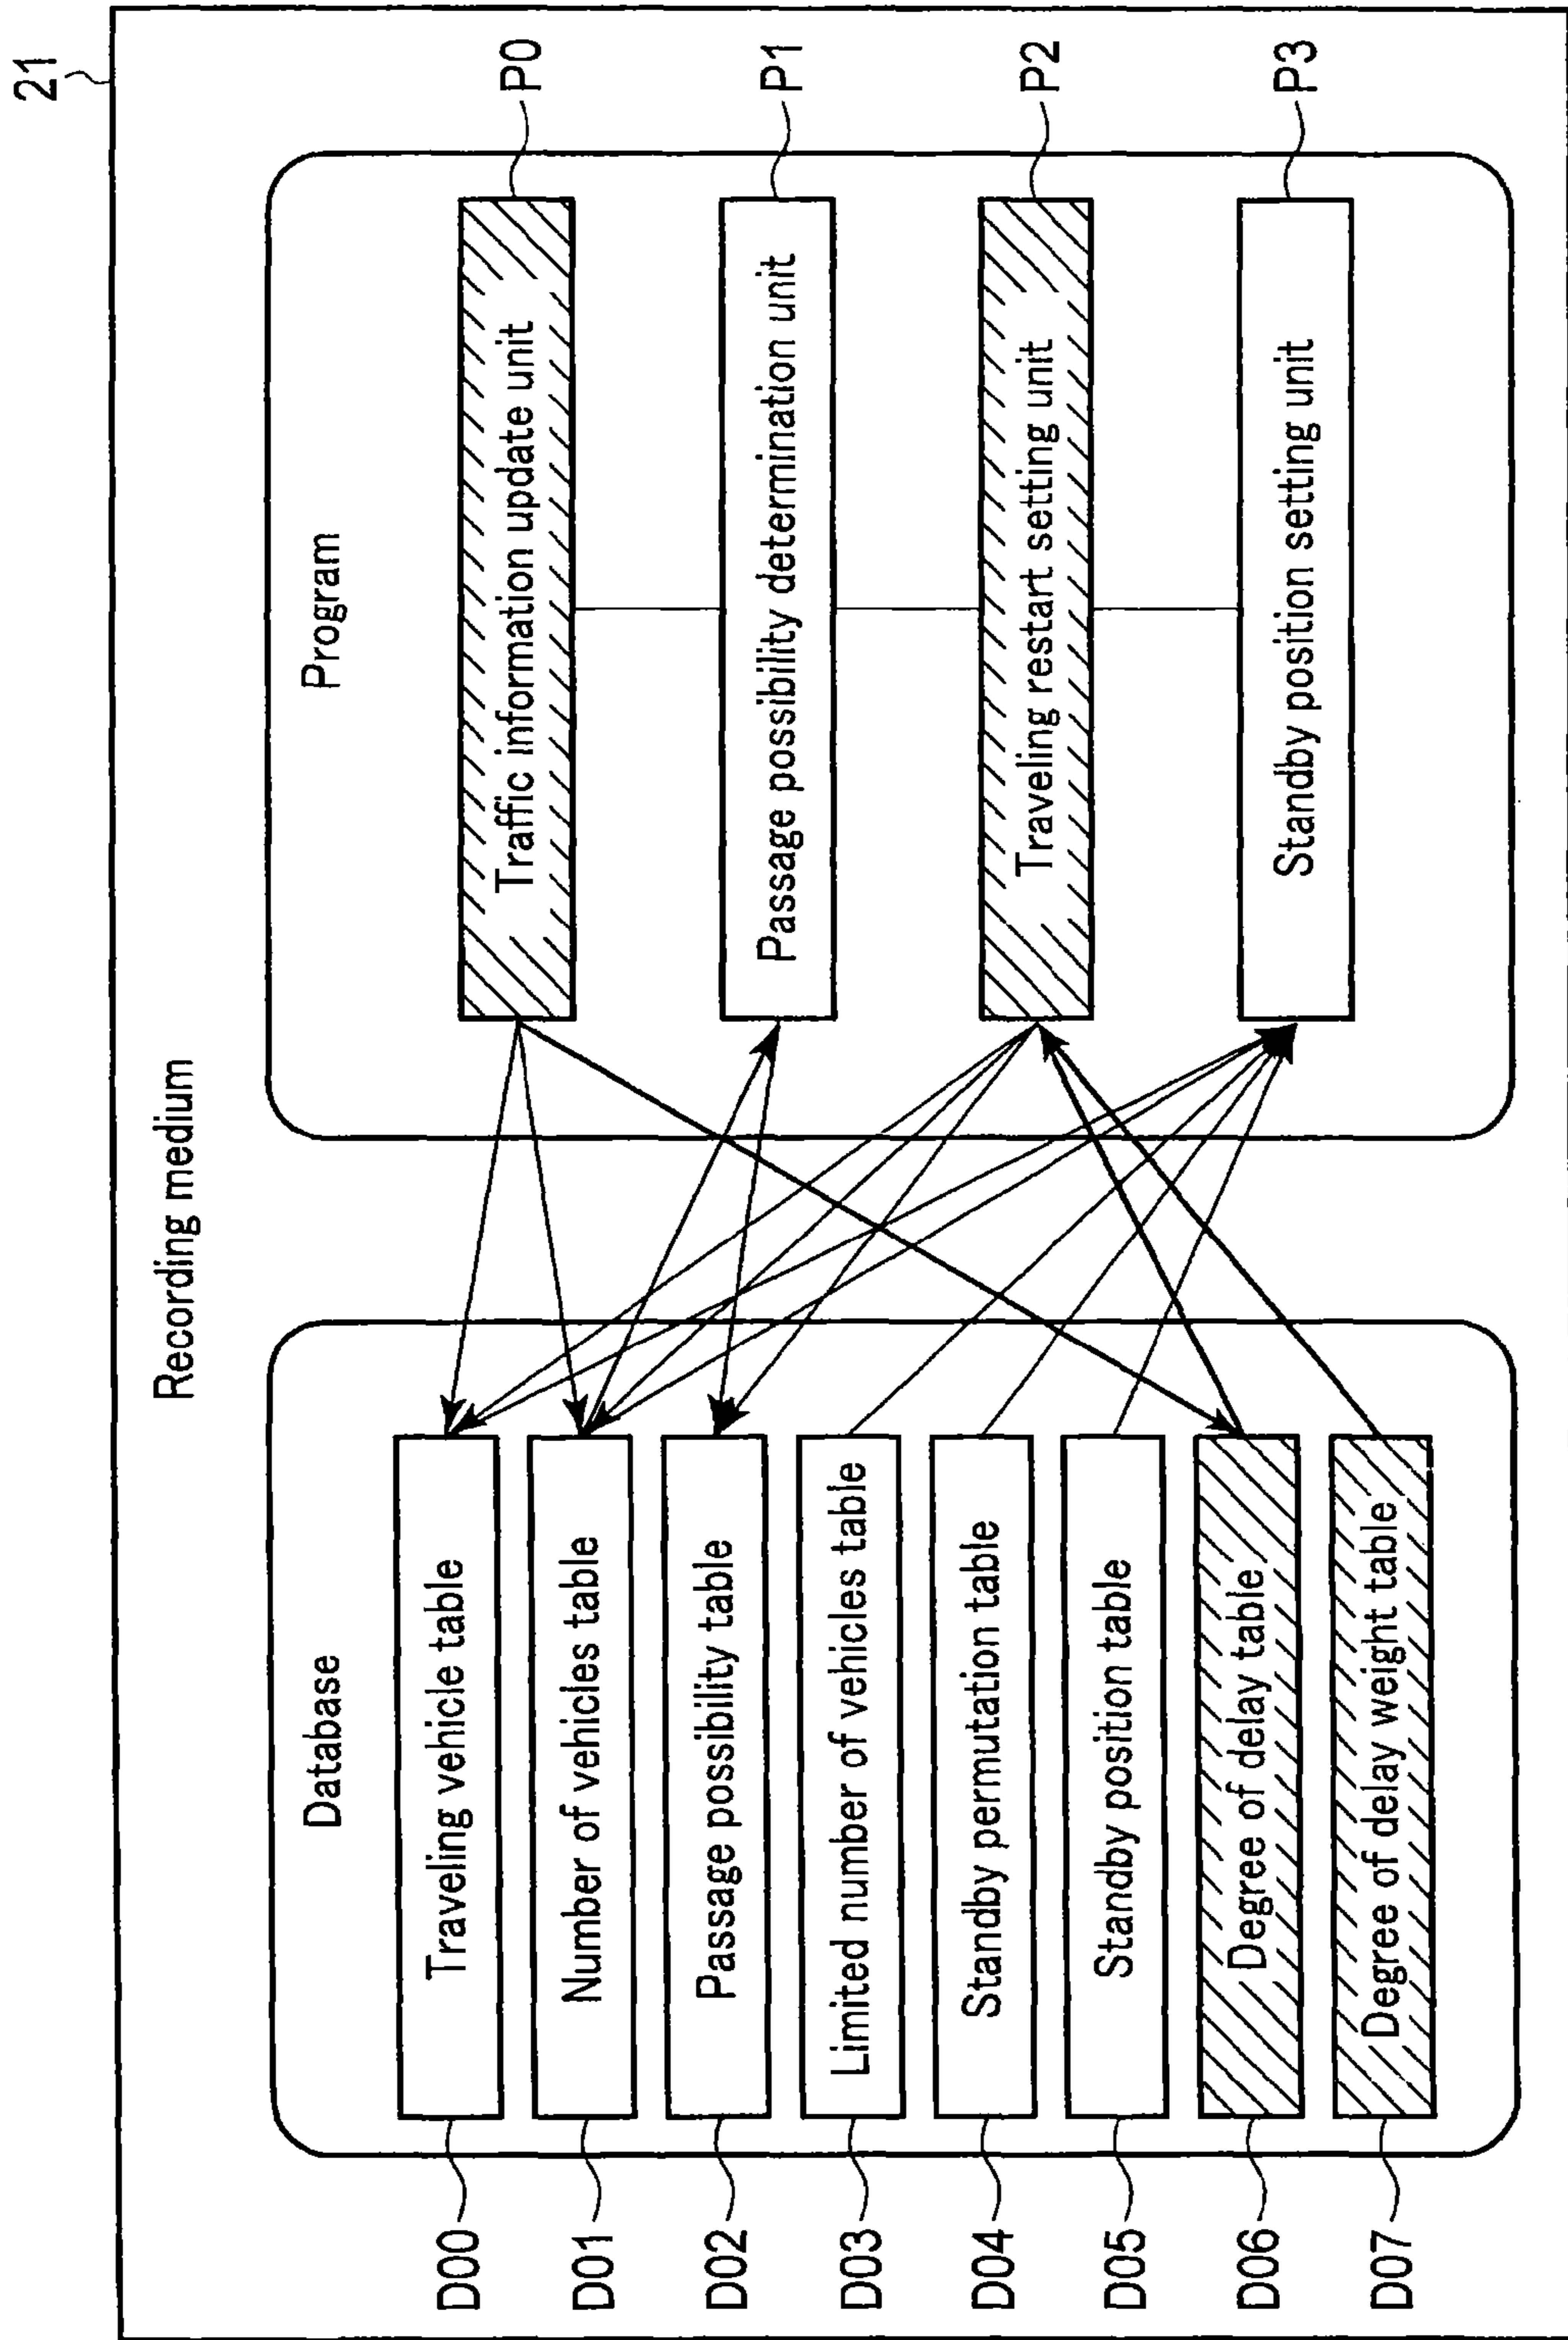 21
Recording medium
Database
D00
Traveling vehicle table
D01
Number of vehicles table
D02
Passage possibility table
D03
Limited number of vehicles table
D04
Standby permutation table
D05
Standby position table
D06
Degree of delay table
D07
Degree of delay weight table
Program
Traffic information update unit
P0
Passage possibility determination unit
P1
Traveling restart setting unit
P2
Standby position setting unit
P3